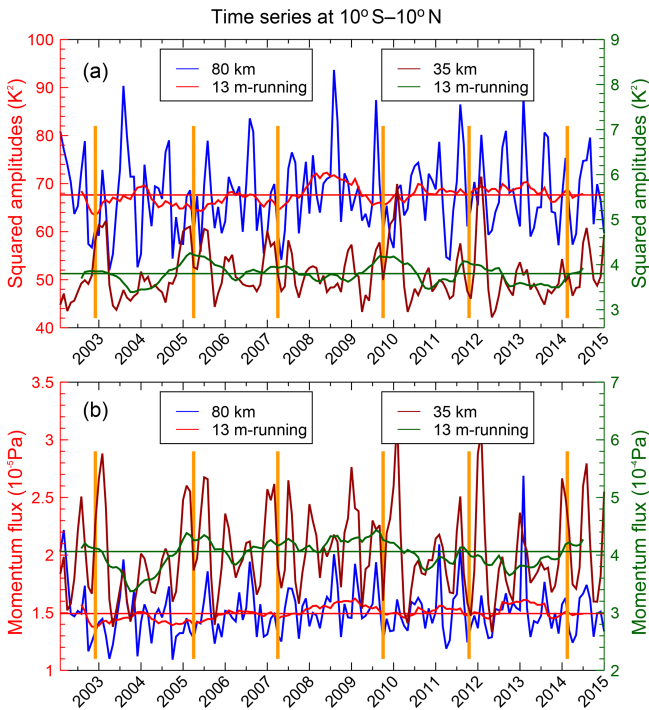 Time series at 10º S–10º N
(a)
80 km
13 m-running
35 km
13 m-running
Squared amplitudes (K²)
100
90
80
70
60
50
40
Squared amplitudes (K²)
9
8
7
6
5
4
3
2003 2004 2005 2006 2007 2008 2009 2010 2011 2012 2013 2014 2015
(b)
80 km
13 m-running
35 km
13 m-running
Momentum flux (10⁻⁵Pa)
3.5
3
2.5
2
1.5
1
Momentum flux (10⁻⁴Pa)
7
6
5
4
3
2
2003 2004 2005 2006 2007 2008 2009 2010 2011 2012 2013 2014 2015